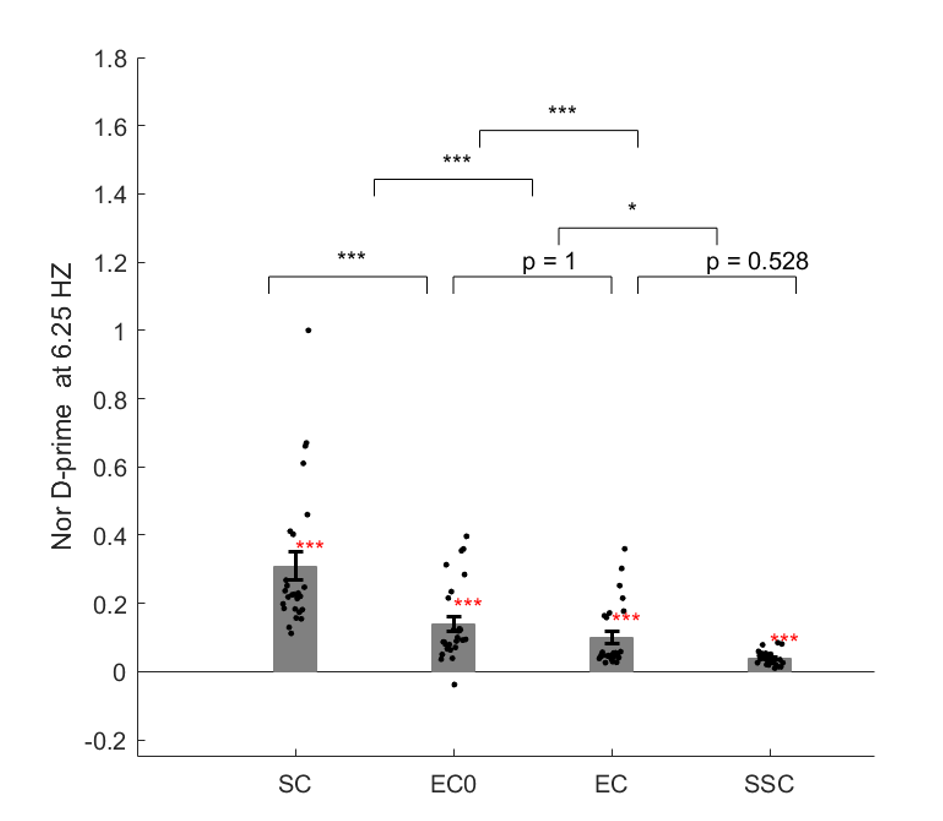 1.8
***
1.6
***
1.4
*
***
p = 1
p = 0.528
1.2
1
0.8
0.6
0.4
***
0.2
***
***
***
0
-0.2
Nor D-prime at 6.25 HZ
SC
EC0
EC
SSC